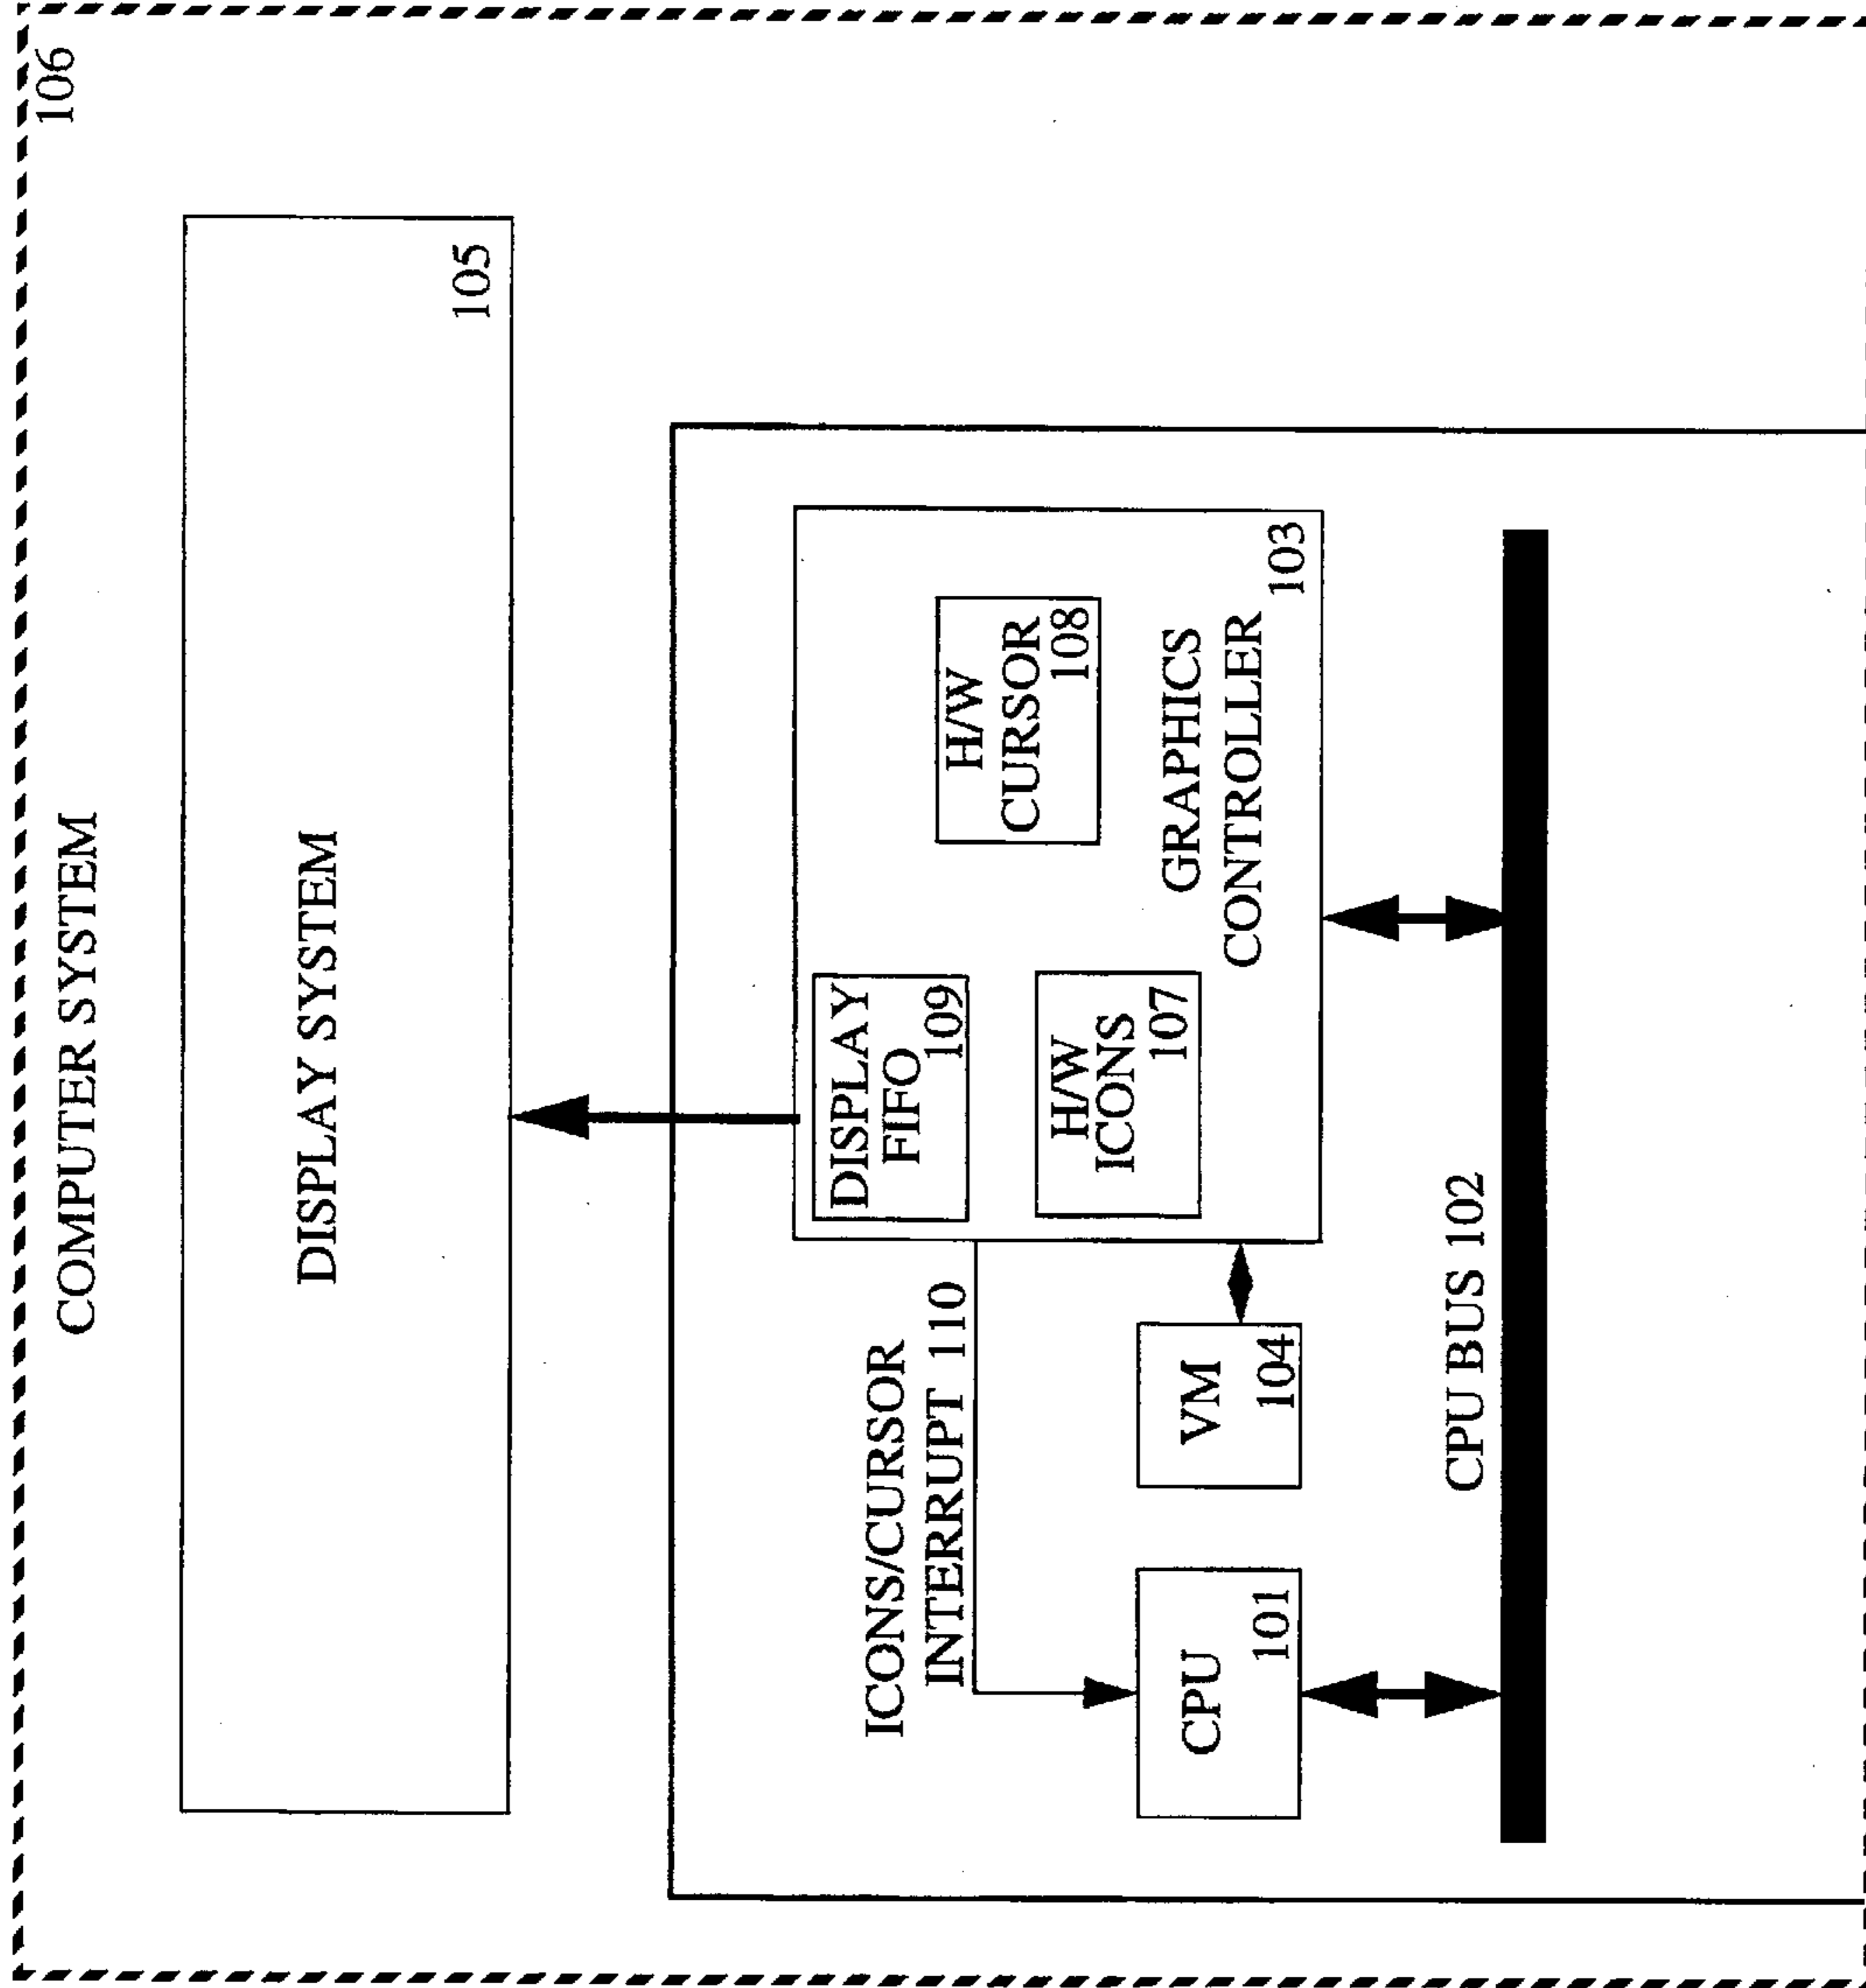 COMPUTER SYSTEM
106
DISPLAY SYSTEM
105
ICONS/CURSOR
INTERRUPT 110
DISPLAY
FIFO
109
H/W
CURSOR
108
H/W
ICONS
107
GRAPHICS
CONTROLLER
103
CPU
101
VM
104
CPU BUS 102